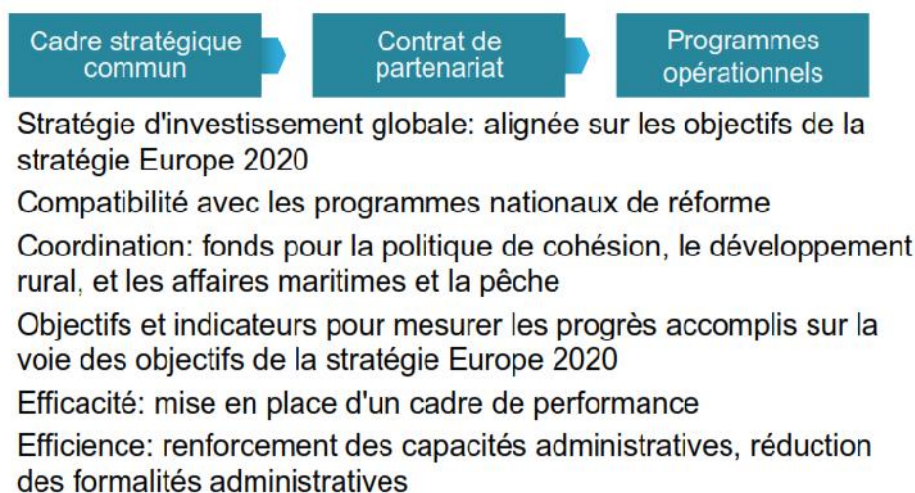 Cadre stratégique
commun
Contrat de
partenariat
Programmes
opérationnels
Stratégie d'investissement globale: alignée sur les objectifs de la
stratégie Europe 2020
Compatibilité avec les programmes nationaux de réforme
Coordination: fonds pour la politique de cohésion, le développement
rural, et les affaires maritimes et la pêche
Objectifs et indicateurs pour mesurer les progrès accomplis sur la
voie des objectifs de la stratégie Europe 2020
Efficacité: mise en place d'un cadre de performance
Efficience: renforcement des capacités administratives, réduction
des formalités administratives